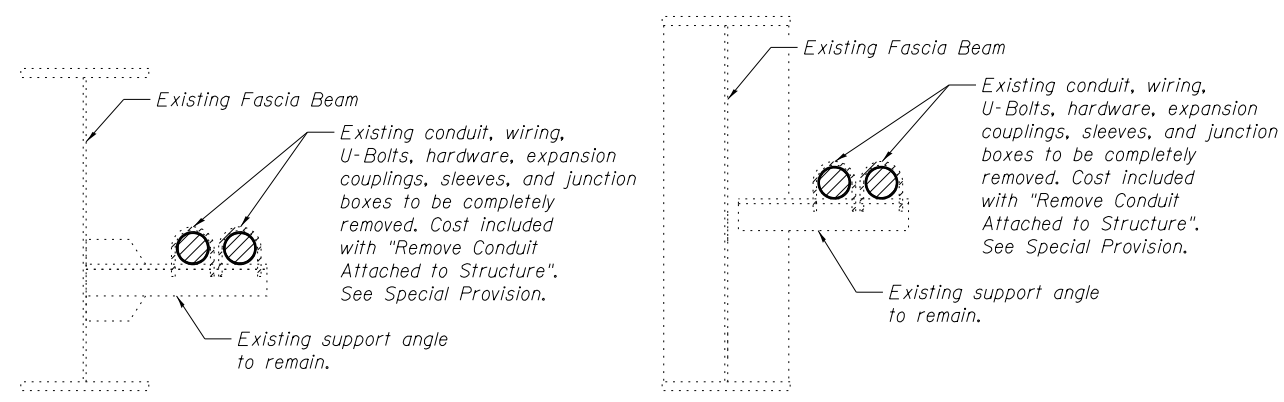 Existing Fascia Beam
Existing conduit, wiring,
U-Bolts, hardware, expansion
couplings, sleeves, and junction
boxes to be completely
removed. Cost included
with "Remove Conduit
Attached to Structure".
See Special Provision.
Existing support angle
to remain.
Existing Fascia Beam
Existing conduit, wiring,
U-Bolts, hardware, expansion
couplings, sleeves, and junction
boxes to be completely
removed. Cost included
with "Remove Conduit
Attached to Structure".
See Special Provision.
Existing support angle
to remain.